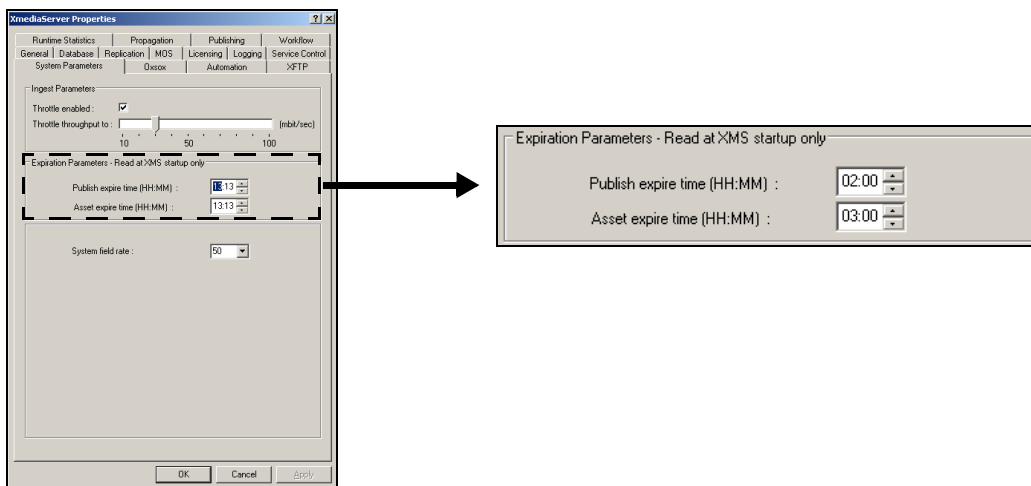 XmediaServer Properties
Runtime Statistics Propagation Publishing Workflow
General Database Replication MOS Licensing Logging Service Control
System Parameters Oxsox Automation XFTP
Ingest Parameters
Throttle enabled :
Throttle throughput to : (mbit/sec)
10 50 100
Expiration Parameters - Read at XMS startup only
Publish expire time (HH:MM) : 13:13
Asset expire time (HH:MM) : 13:13
System field rate : 50
OK Cancel Apply
Expiration Parameters - Read at XMS startup only
Publish expire time (HH:MM) : 02:00
Asset expire time (HH:MM) : 03:00